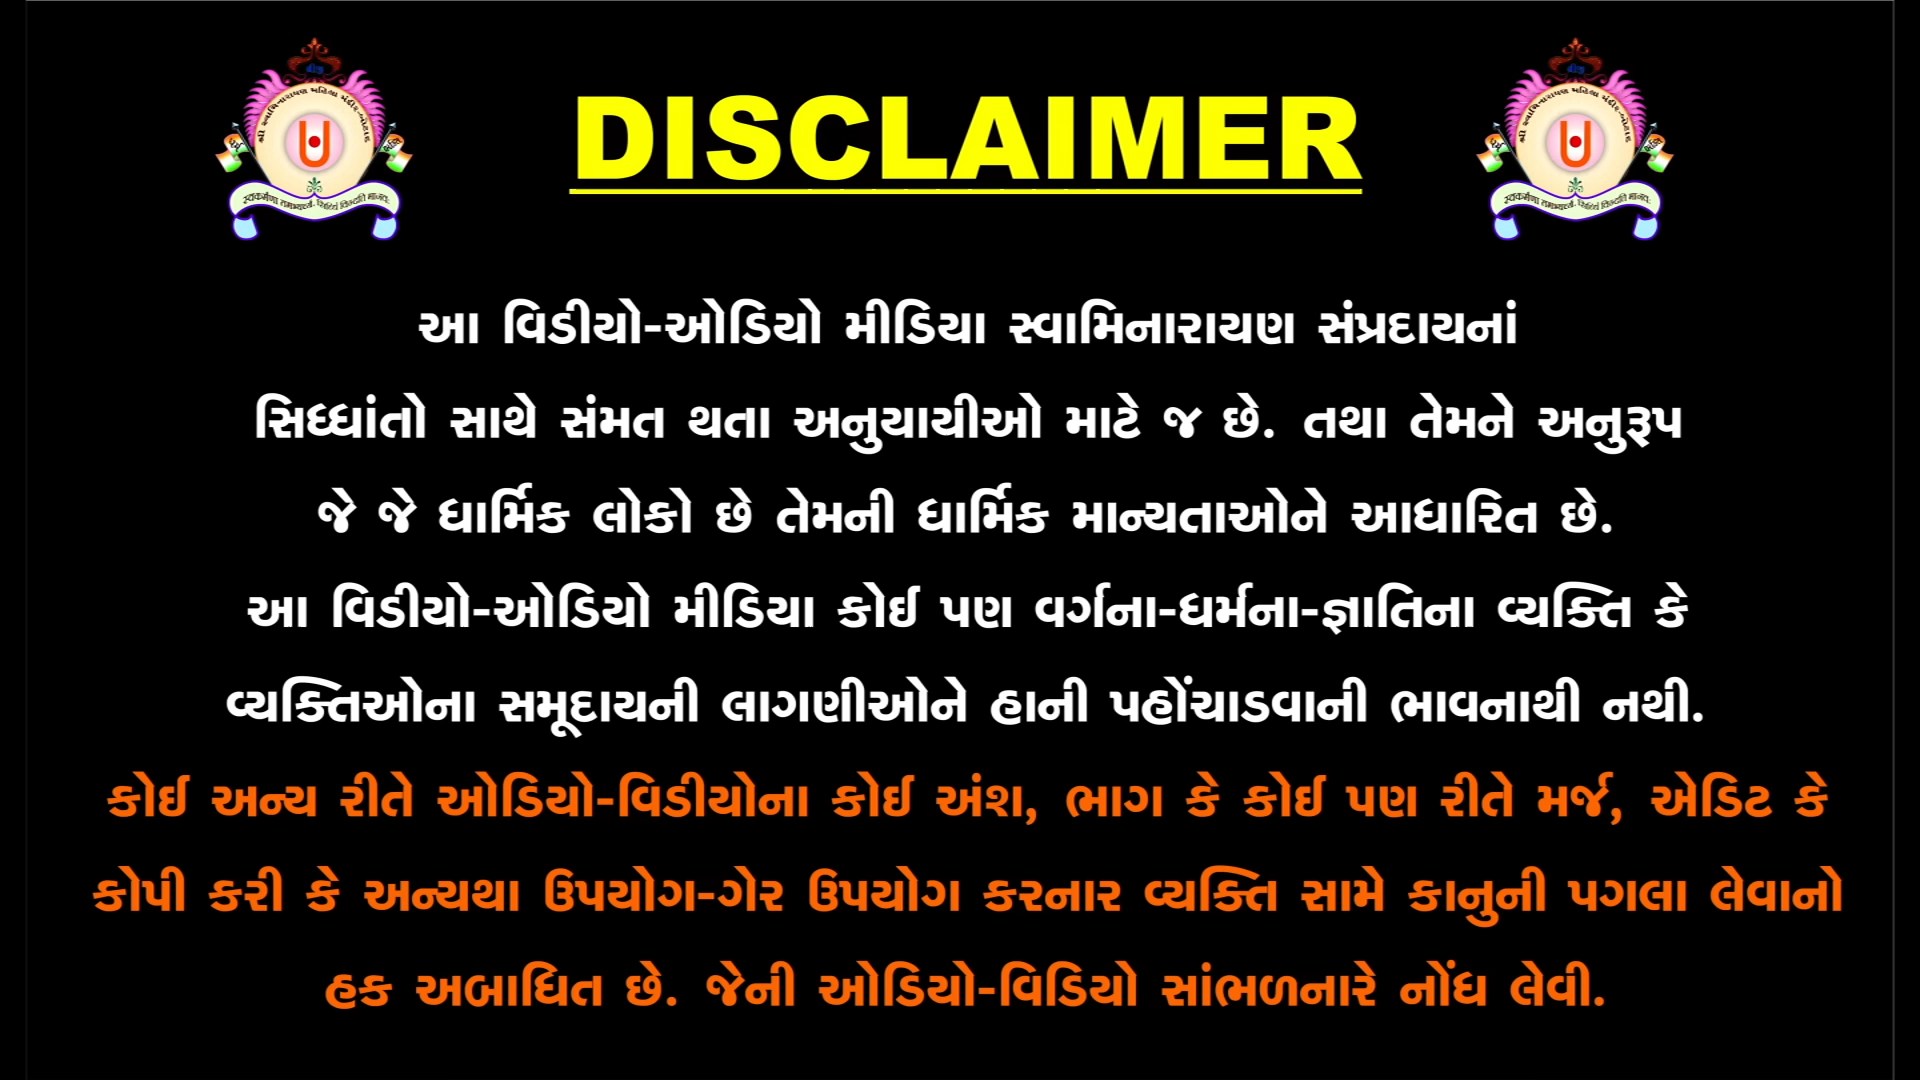 DISCLAIMER
શ્રી સ્વામિનારાયણ મહિલા મંદિર-બોટાદ
આ વિડીયો-ઓડિયો મીડિયા સ્વામિનારાયણ સંપ્રદાયનાં
સિધ્ધાંતો સાથે સંમત થતા અનુયાયીઓ માટે જ છે. તથા તેમને અનુરૂપ
જે જે ધાર્મિક લોકો છે તેમની ધાર્મિક માન્યતાઓને આધારિત છે.
આ વિડીયો-ઓડિયો મીડિયા કોઈ પણ વર્ગના-ધર્મના-જ્ઞાતિના વ્યક્તિ કે
વ્યક્તિઓના સમૂદાયની લાગણીઓને હાની પહોંચાડવાની ભાવનાથી નથી.
કોઈ અન્ય રીતે ઓડિયો-વિડીયોના કોઈ અંશ, ભાગ કે કોઈ પણ રીતે મર્જ, એડિટ કે
કોપી કરી કે અન્યથા ઉપયોગ-ગેર ઉપયોગ કરનાર વ્યક્તિ સામે કાનુની પગલા લેવાનો
હક અબાધિત છે. જેની ઓડિયો-વિડિયો સાંભળનારે નોંધ લેવી.